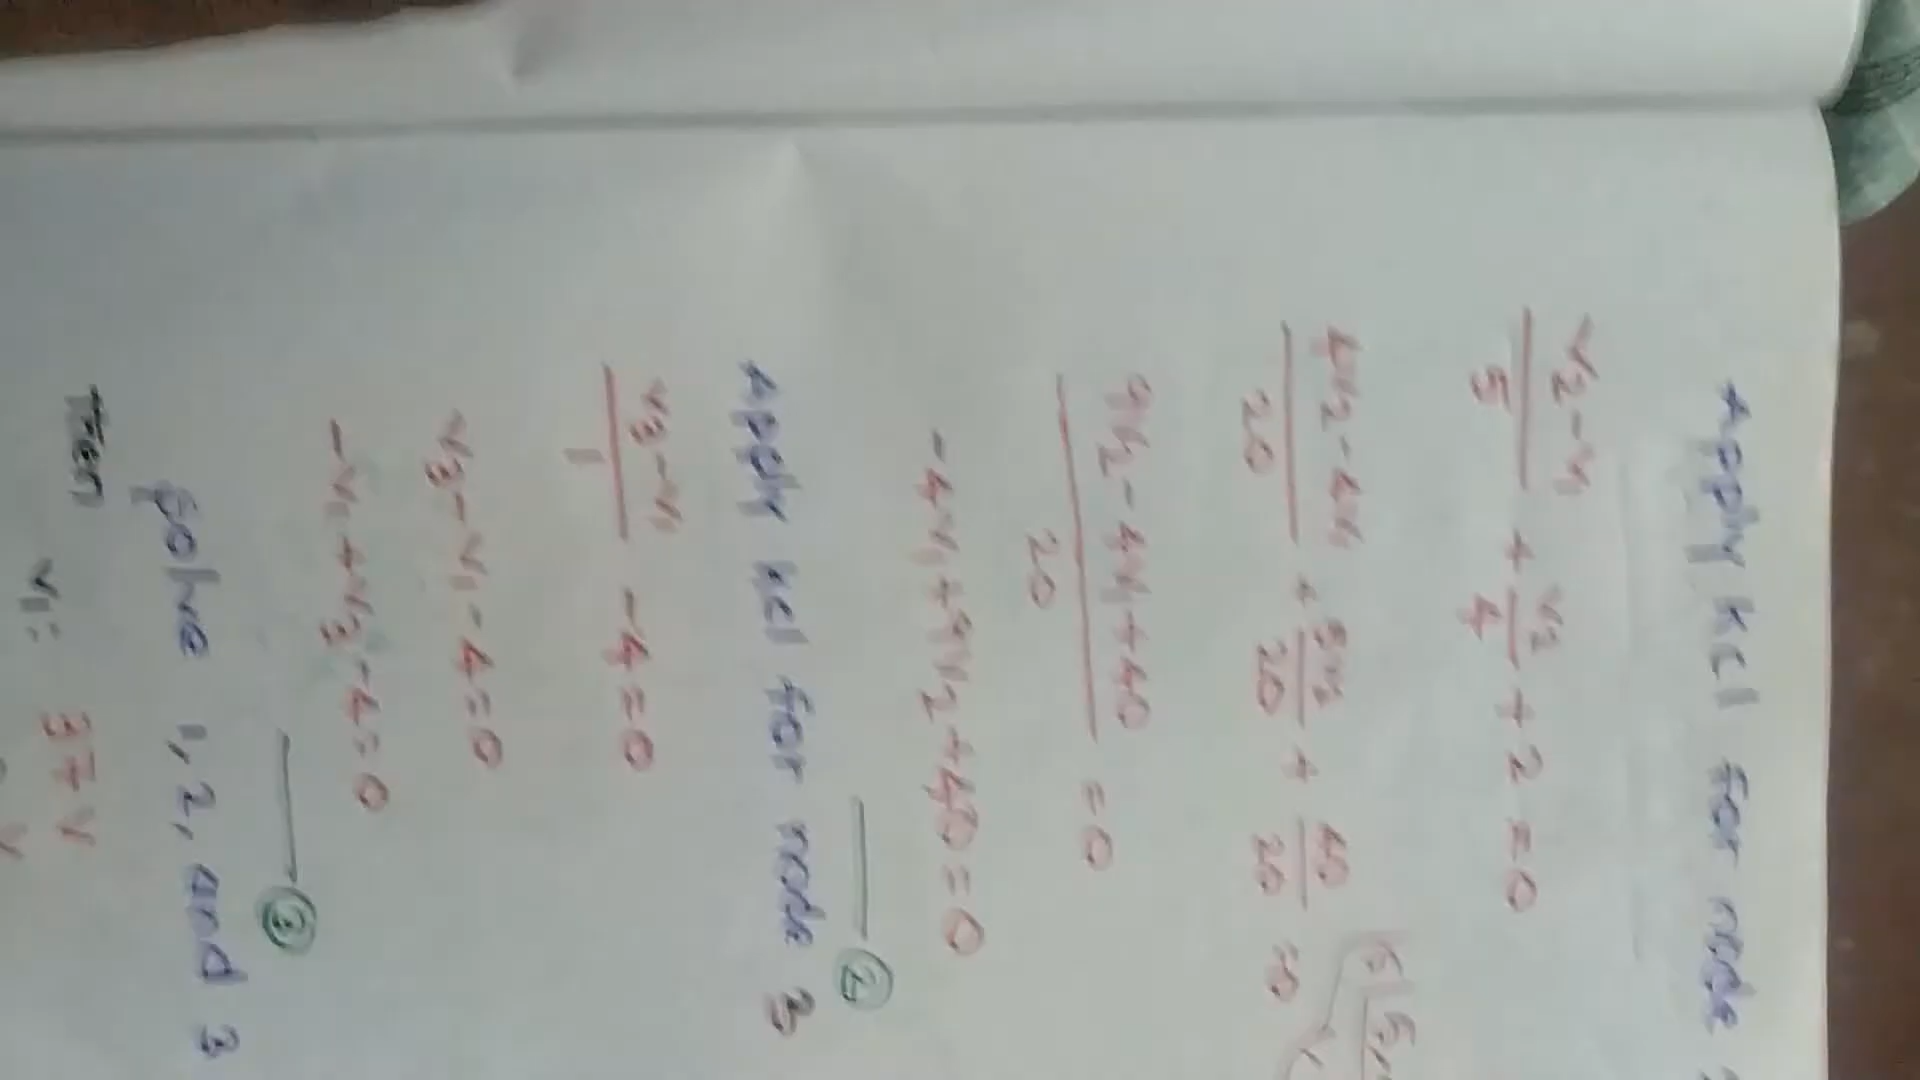 Apply KCl for node
V2-V1/5 + V2/4 + 2 = 0
4V2-4V1/20 + 5V2/20 + 40/20 = 0
9V2-4V1+40/20 = 0
-4V1+9V2+40=0 ②
Apply KCl for node 3
V3-V1/1 - 4 = 0
V3-V1-4=0
-V1+V3-4=0 ③
Solve 1, 2, and 3
Then
V1: 37 V